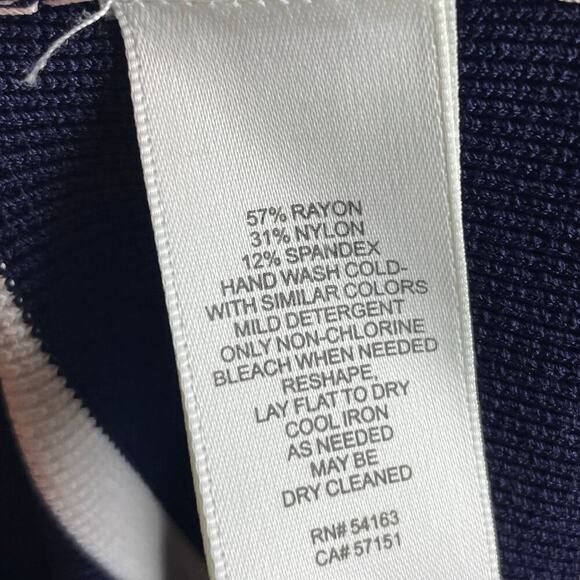 57% RAYON
31% NYLON
12% SPANDEX
HAND WASH COLD-
WITH SIMILAR COLORS
MILD DETERGENT
ONLY NON-CHLORINE
BLEACH WHEN NEEDED
RESHAPE,
LAY FLAT TO DRY
COOL IRON
AS NEEDED
MAY BE
DRY CLEANED
RN# 54163
CA# 57151